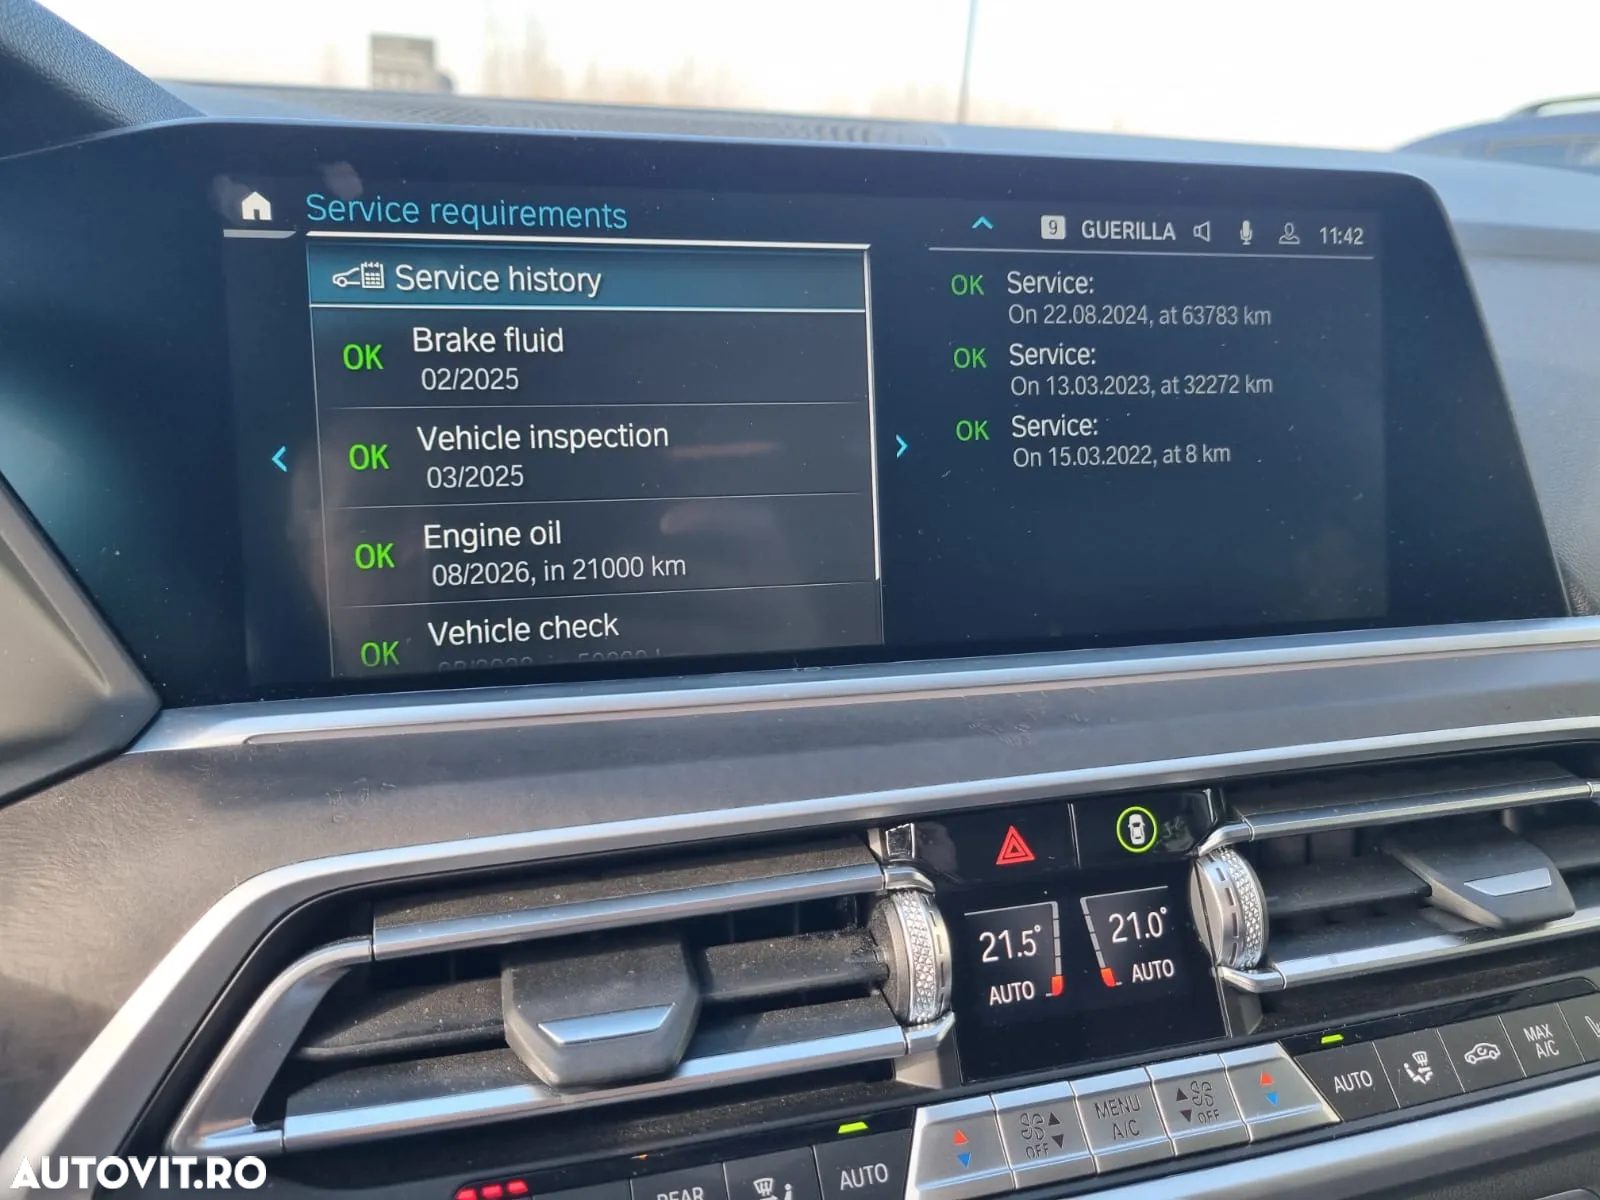 Service requirements
9 GUERILLA 11:42
Service history
OK Brake fluid
02/2025
OK Vehicle inspection
03/2025
OK Engine oil
08/2026, in 21000 km
OK Vehicle check
OK Service:
On 22.08.2024, at 63783 km
OK Service:
On 13.03.2023, at 32272 km
OK Service:
On 15.03.2022, at 8 km
21.5°
AUTO
21.0°
AUTO
REAR
AUTO
OFF
MENU
A/C
OFF
AUTO
MAX
A/C
AUTOVIT.RO